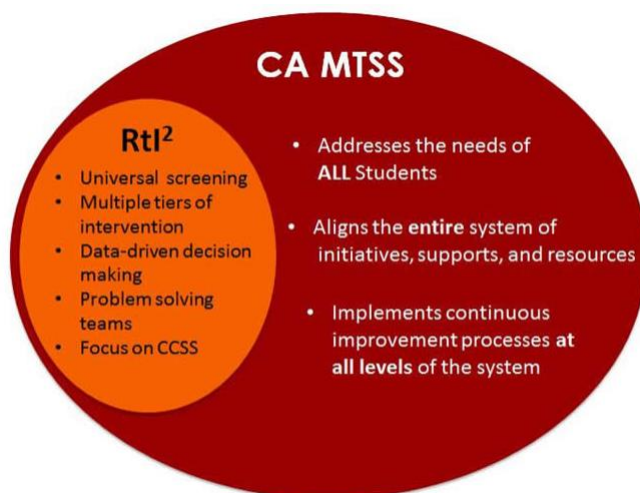 CA MTSS
RtI²
• Universal screening
• Multiple tiers of
intervention
• Data-driven decision
making
• Problem solving
teams
• Focus on CCSS
• Addresses the needs of
ALL Students
• Aligns the entire system of
initiatives, supports, and resources
• Implements continuous
improvement processes at
all levels of the system